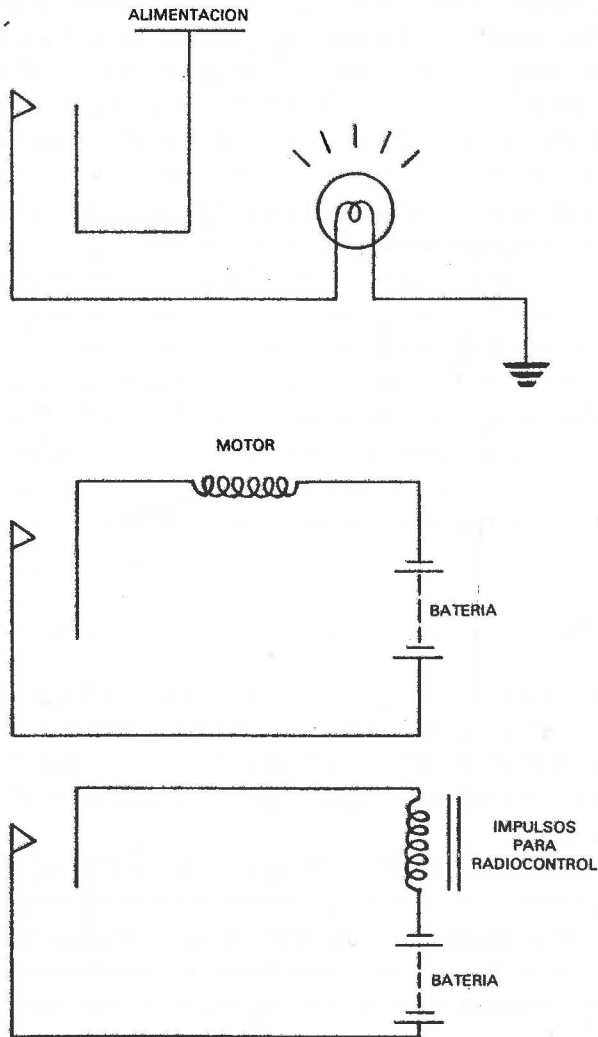 ALIMENTACION
MOTOR
BATERIA
IMPULSOS
PARA
RADIOCONTROL
BATERIA